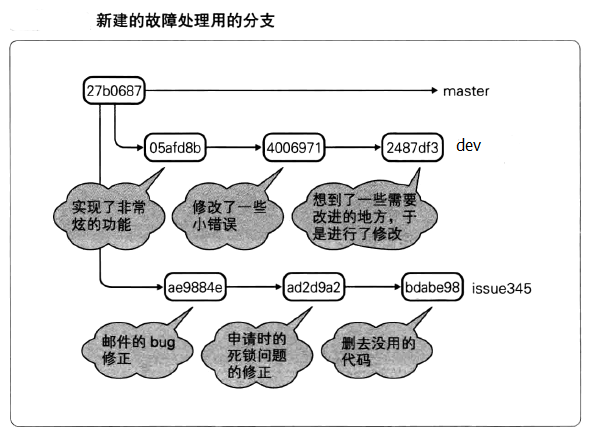 新建的故障处理用的分支
27b0687
master
05afd8b
4006971
2487df3
dev
实现了非常
炫的功能
修改了一些
小错误
想到了一些需要
改进的地方，于
是进行了修改
ae9884e
ad2d9a2
bdabe98
issue345
邮件的 bug
修正
申请时的
死锁问题
的修正
删去没用的
代码